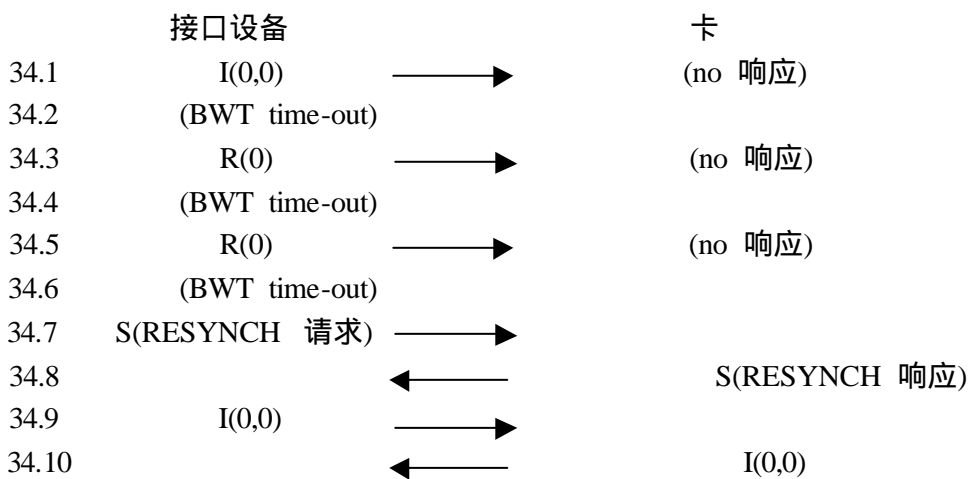 接口设备 卡
34.1 I(0,0) (no 响应)
34.2 (BWT time-out)
34.3 R(0) (no 响应)
34.4 (BWT time-out)
34.5 R(0) (no 响应)
34.6 (BWT time-out)
34.7 S(RESYNCH 请求)
34.8 S(RESYNCH 响应)
34.9 I(0,0)
34.10 I(0,0)